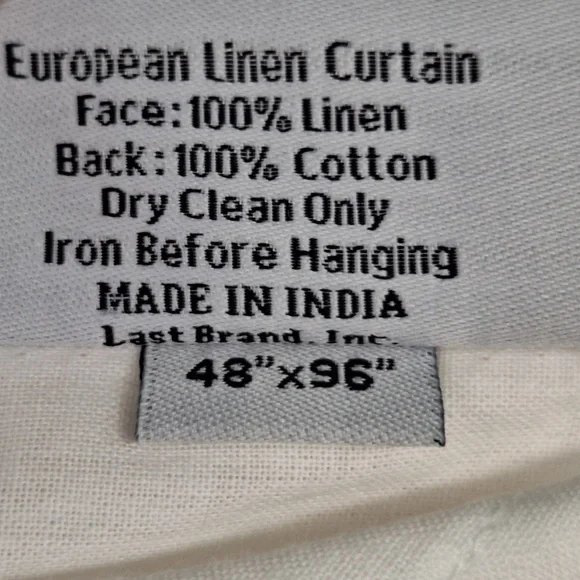 European Linen Curtain
Face:100% Linen
Back:100% Cotton
Dry Clean Only
Iron Before Hanging
MADE IN INDIA
Last Brand, Inc.
48”x96”